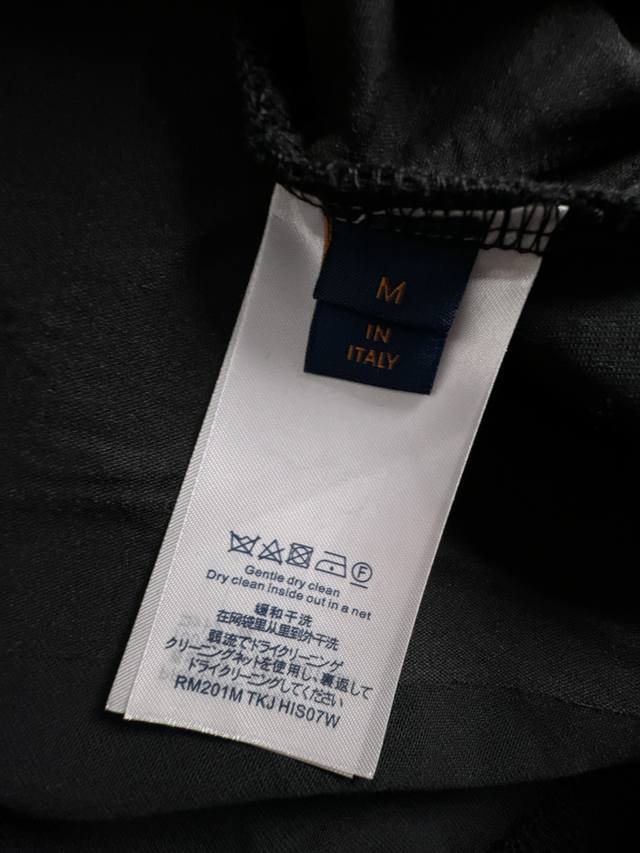 M
IN
ITALY
Gentle dry clean
Dry clean inside out in a net
缓和干洗
在网袋里从里到外干洗
弱流でドライクリーニング
クリーニングネットを使用し、裏返して
ドライクリーニングしてください
RM201M TKJ HIS07W